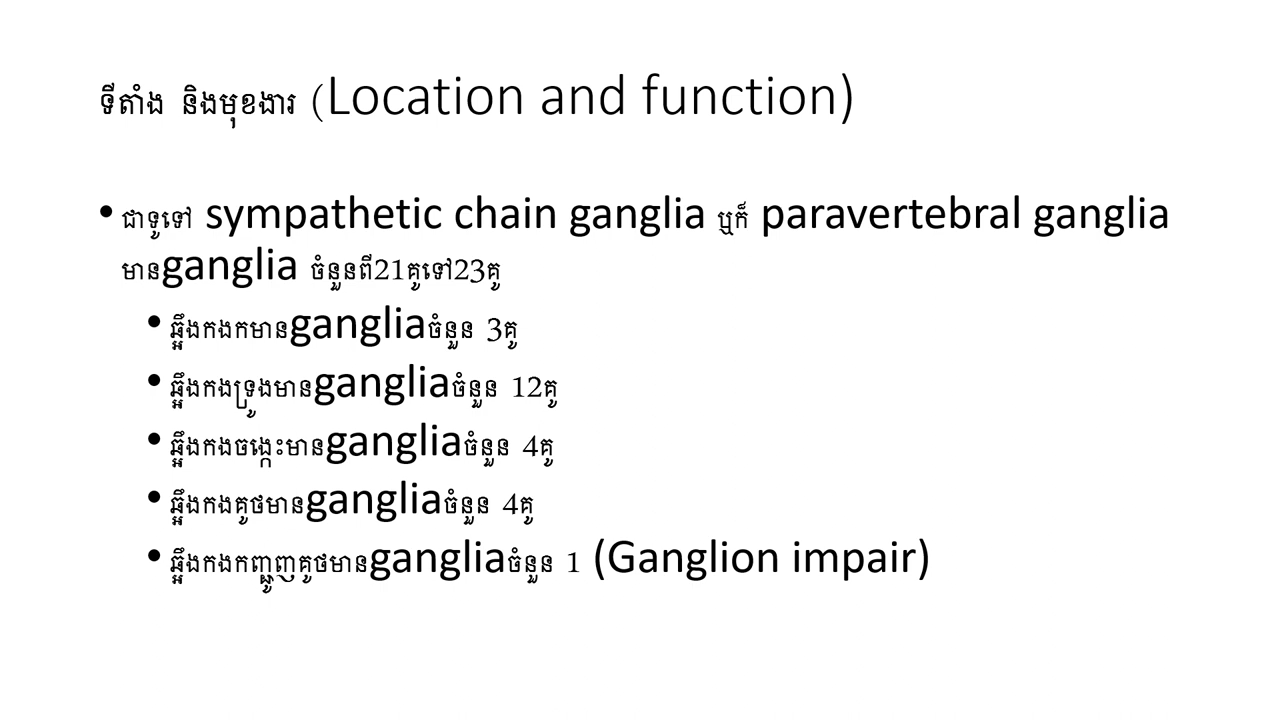 ទីតាំង និងមុខងារ (Location and function)
• ជាទូទៅ sympathetic chain ganglia ឬក៏ paravertebral ganglia
មានganglia ចំនួនពី21គូទៅ23គូ
• ឆ្អឹងកងកមានgangliaចំនួន 3គូ
• ឆ្អឹងកងទ្រូងមានgangliaចំនួន 12គូ
• ឆ្អឹងកងចង្កេះមានgangliaចំនួន 4គូ
• ឆ្អឹងកងគូថមានgangliaចំនួន 4គូ
• ឆ្អឹងកងកញ្ចូញគូថមានgangliaចំនួន 1 (Ganglion impair)